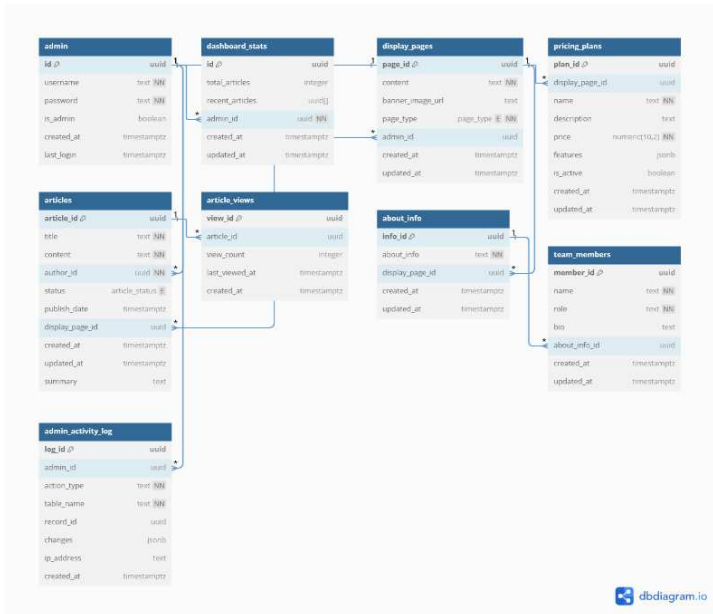 admin
id uuid
username text NN
password text NN
is_admin boolean
created_at timestamptz
last_login timestamptz
dashboard_stats
id uuid
total_articles integer
recent_articles uuid[]
admin_id uuid NN
created_at timestamptz
updated_at timestamptz
display_pages
page_id uuid
content text NN
banner_image_url text
page_type page_type E NN
admin_id uuid
created_at timestamptz
updated_at timestamptz
pricing_plans
plan_id uuid
display_page_id uuid
name text NN
description text
price numeric(10,2) NN
features jsonb
is_active boolean
created_at timestamptz
updated_at timestamptz
articles
article_id uuid
title text NN
content text NN
author_id uuid NN
status article_status E
publish_date timestamptz
display_page_id uuid
created_at timestamptz
updated_at timestamptz
summary text
article_views
view_id uuid
article_id uuid
view_count integer
last_viewed_at timestamptz
created_at timestamptz
about_info
info_id uuid
about_info text NN
display_page_id uuid
created_at timestamptz
updated_at timestamptz
team_members
member_id uuid
name text NN
role text NN
bio text
about_info_id uuid
created_at timestamptz
updated_at timestamptz
admin_activity_log
log_id uuid
admin_id uuid
action_type text NN
table_name text NN
record_id uuid
changes jsonb
ip_address text
created_at timestamptz
dbdiagram.io